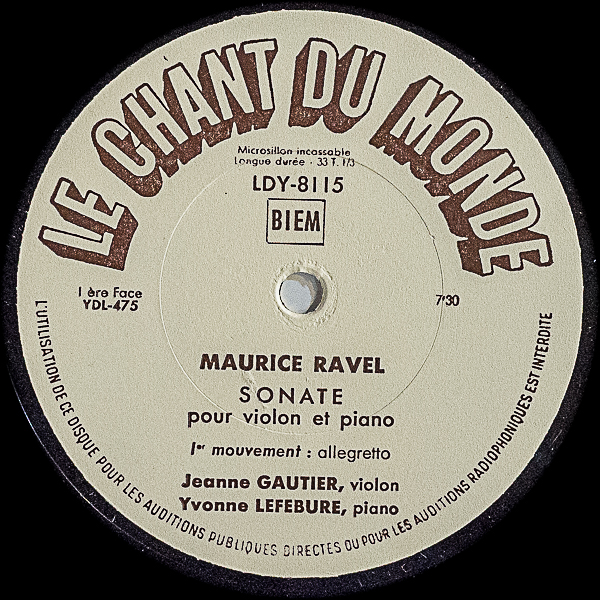 LE CHANT DU MONDE
Microsillon incassable
Longue durée - 33 T. 1/3
LDY-8115
BIEM
1 ère Face
YDL-475
7'30
MAURICE RAVEL
SONATE
pour violon et piano
Ier mouvement : allegretto
Jeanne GAUTIER, violon
Yvonne LEFEBURE, piano
L'UTILISATION DE CE DISQUE POUR LES AUDITIONS PUBLIQUES DIRECTES OU POUR LES AUDITIONS RADIOPHONIQUES EST INTERDITE